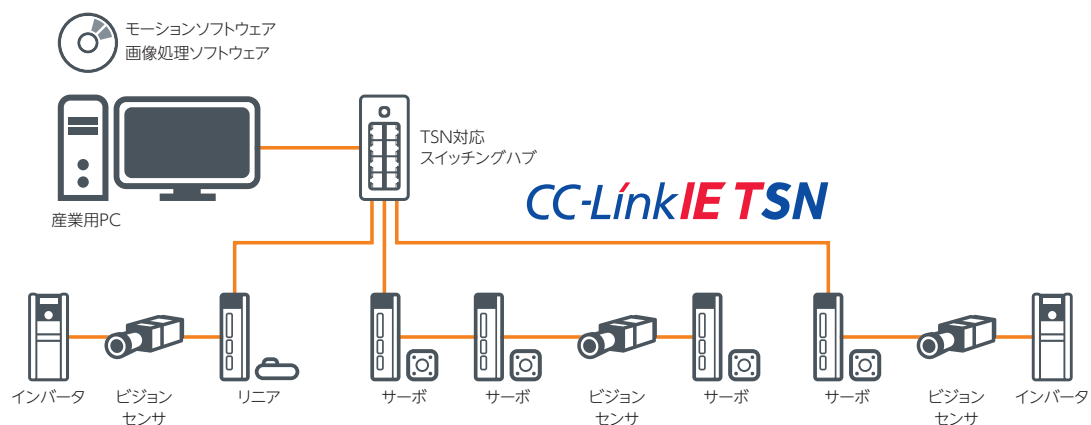 モーションソフトウェア
画像処理ソフトウェア
TSN対応
スイッチングハブ
産業用PC
CC-Link IE TSN
インバータ
ビジョン
センサ
リニア
サーボ
サーボ
ビジョン
センサ
サーボ
サーボ
ビジョン
センサ
インバータ